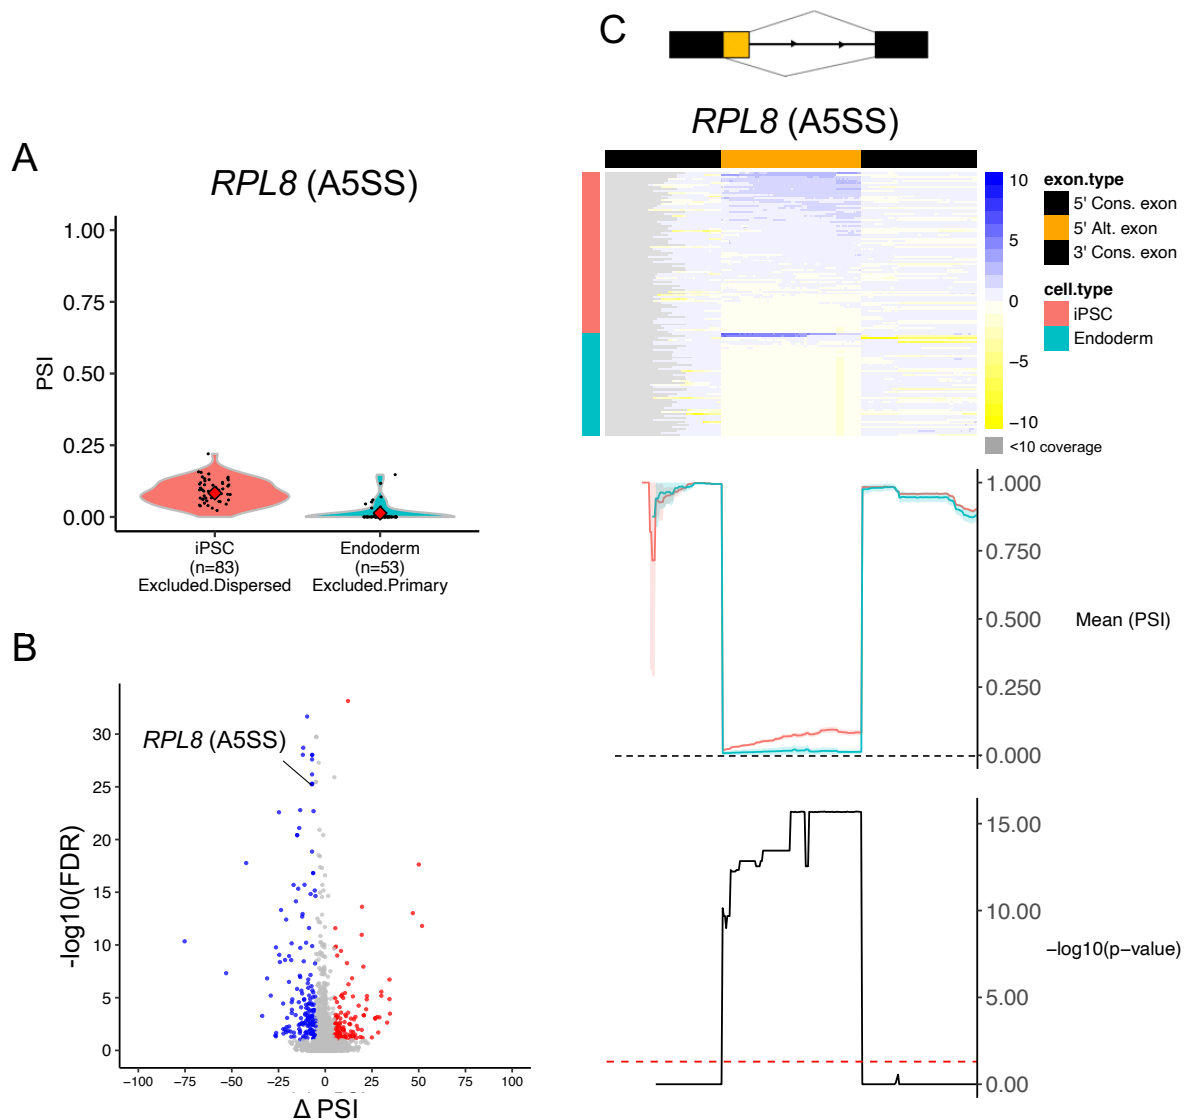 A
RPL8 (A5SS)
1.00
0.75
0.50
0.25
0.00
PSI
iPSC
(n=83)
Excluded.Dispersed
Endoderm
(n=53)
Excluded.Primary
B
RPL8 (A5SS)
30
25
20
15
10
5
0
-log10(FDR)
−100
−75
−50
−25
0
25
50
75
100
Δ PSI
C
RPL8 (A5SS)
10
5
0
−5
−10
<10 coverage
exon.type
5' Cons. exon
5' Alt. exon
3' Cons. exon
cell.type
iPSC
Endoderm
1.000
0.750
0.500
0.250
0.000
Mean (PSI)
15.00
10.00
5.00
0.00
−log10(p−value)